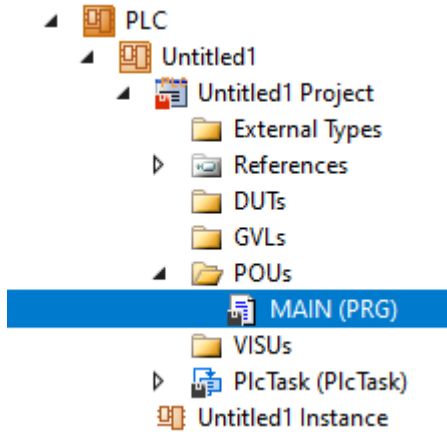 PLC
Untitled1
Untitled1 Project
External Types
References
DUTs
GVLs
POUs
MAIN (PRG)
VISUs
PlcTask (PlcTask)
Untitled1 Instance